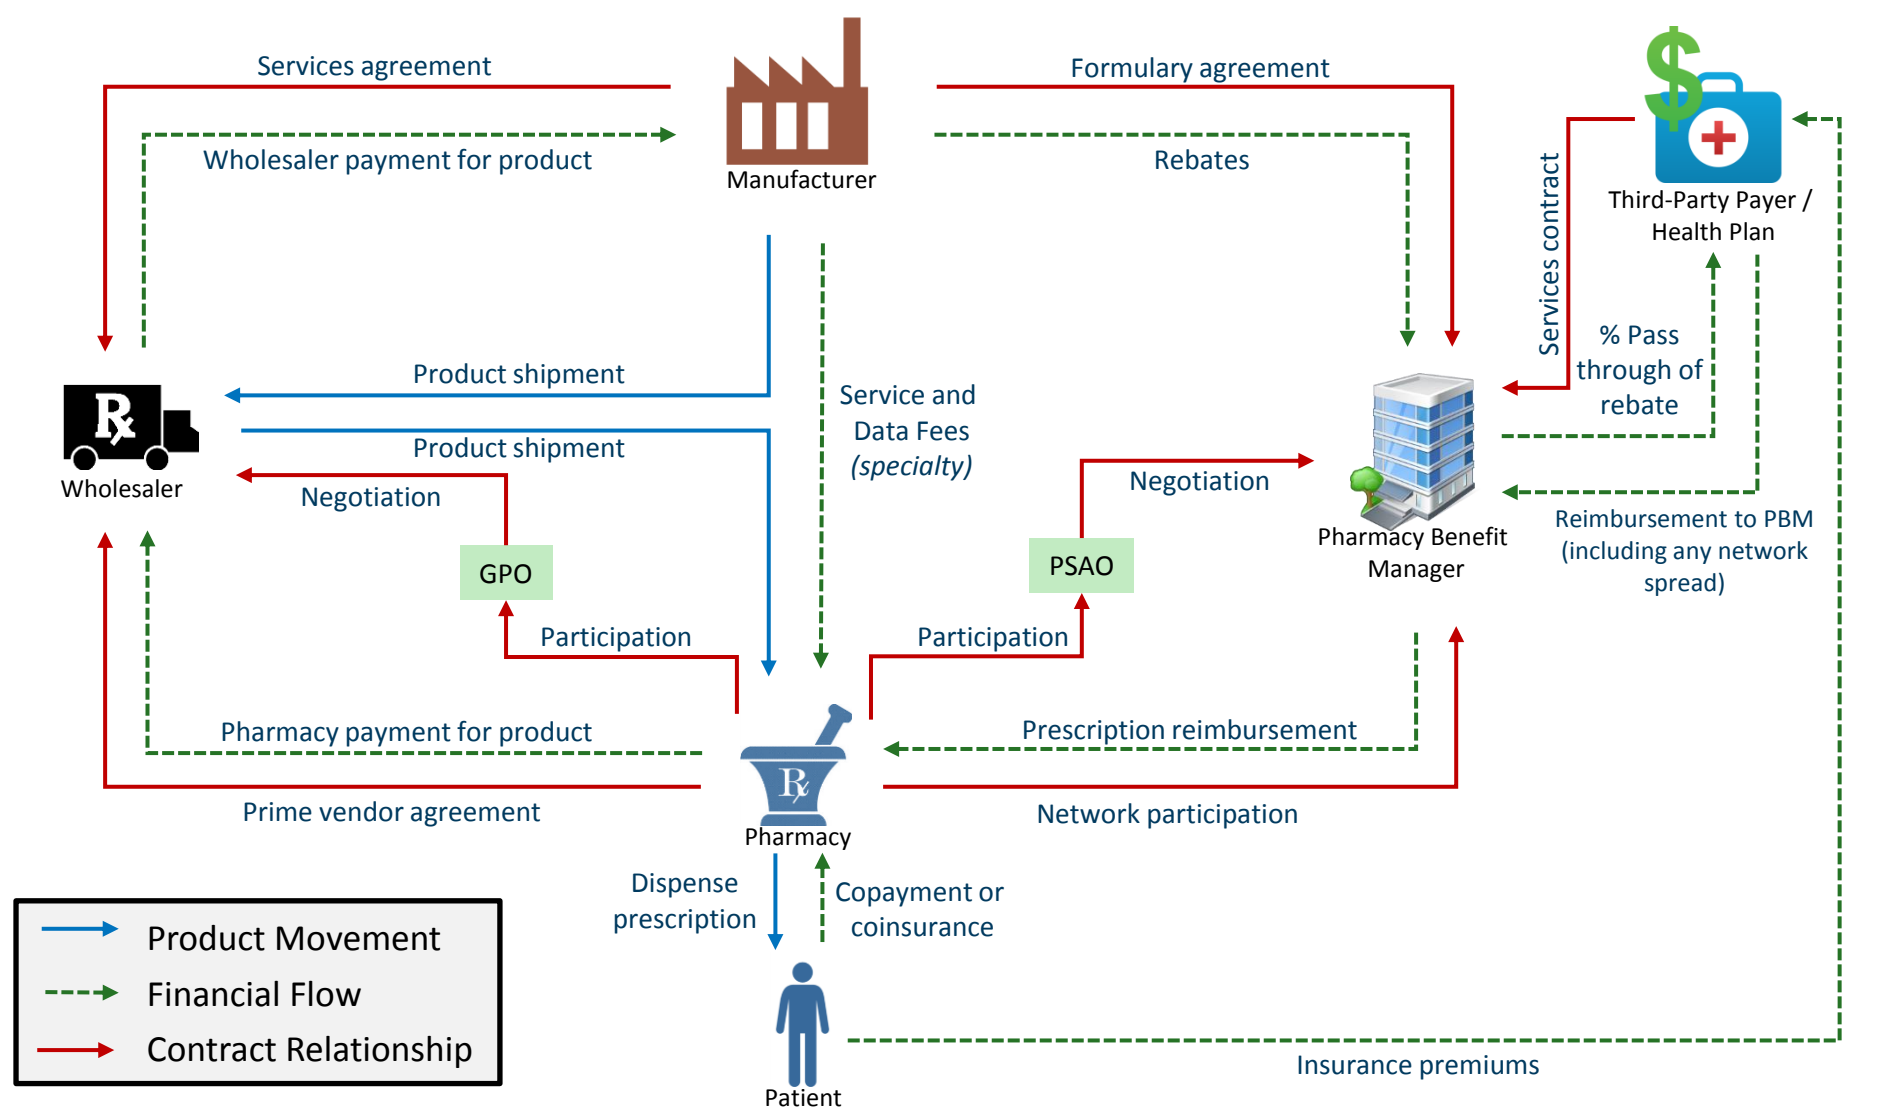 Services agreement
Formulary agreement
Wholesaler payment for product
Rebates
Manufacturer
Third-Party Payer /
Health Plan
Services contract
% Pass
through of
rebate
Product shipment
Rx
Product shipment
Wholesaler
Negotiation
Service and
Data Fees
(specialty)
Negotiation
Pharmacy Benefit
Manager
Reimbursement to PBM
(including any network
spread)
GPO
PSAO
Participation
Participation
Pharmacy payment for product
Prescription reimbursement
Rx
Prime vendor agreement
Network participation
Pharmacy
Dispense
prescription
Copayment or
coinsurance
Product Movement
Financial Flow
Contract Relationship
Insurance premiums
Patient